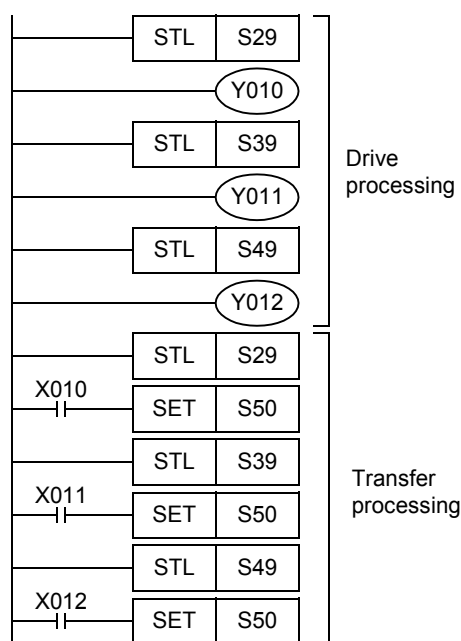 STL S29
Y010
STL S39
Y011
STL S49
Y012
Drive
processing
STL S29
X010
SET S50
STL S39
X011
SET S50
STL S49
X012
SET S50
Transfer
processing